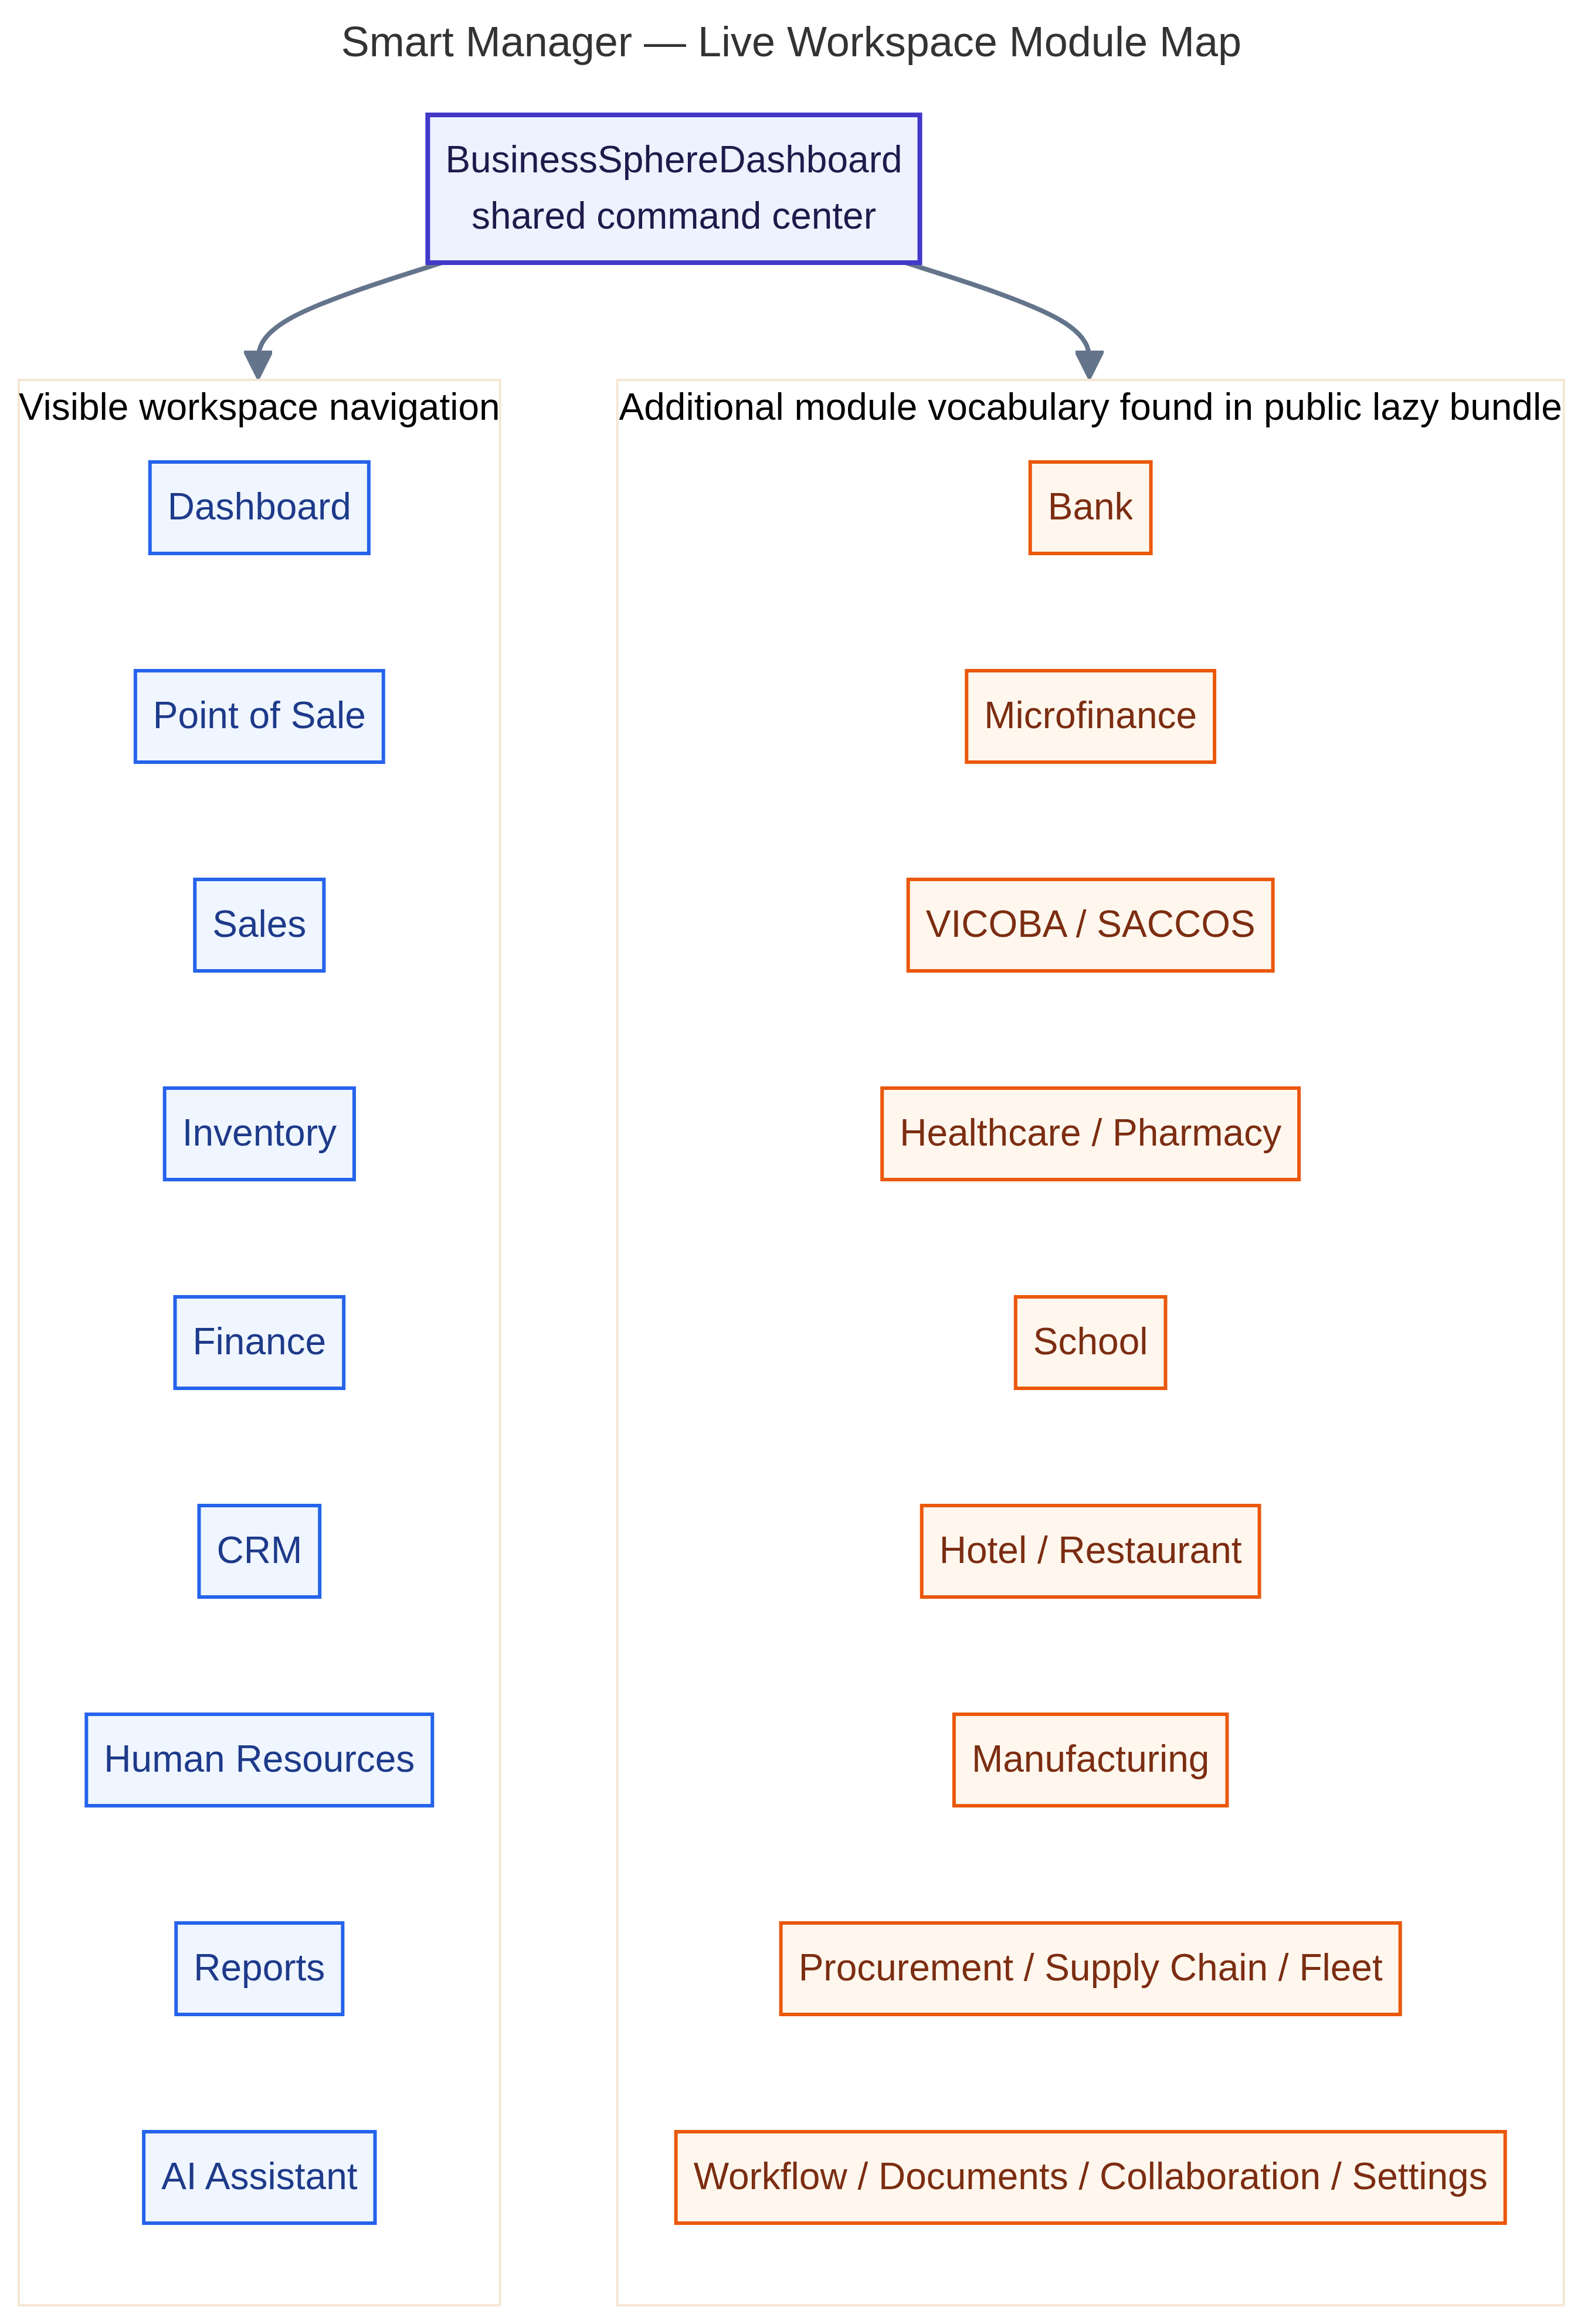 Smart Manager — Live Workspace Module Map
BusinessSphereDashboard
shared command center
Visible workspace navigation
Dashboard
Point of Sale
Sales
Inventory
Finance
CRM
Human Resources
Reports
AI Assistant
Additional module vocabulary found in public lazy bundle
Bank
Microfinance
VICOBA / SACCOS
Healthcare / Pharmacy
School
Hotel / Restaurant
Manufacturing
Procurement / Supply Chain / Fleet
Workflow / Documents / Collaboration / Settings